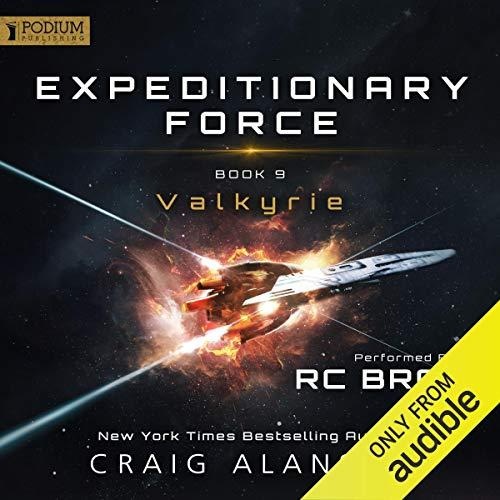 PODIUM
PUBLISHING
EXPEDITIONARY
FORCE
BOOK 9
Valkyrie
Performed
RC
New York Times Bestselling
CRAIG
ONLY FROM
audible